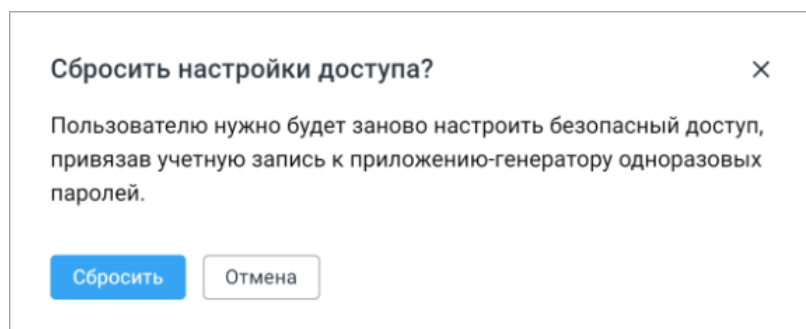 Сбросить настройки доступа?
Пользователю нужно будет заново настроить безопасный доступ,
привязав учетную запись к приложению-генератору одноразовых
паролей.
Сбросить
Отмена